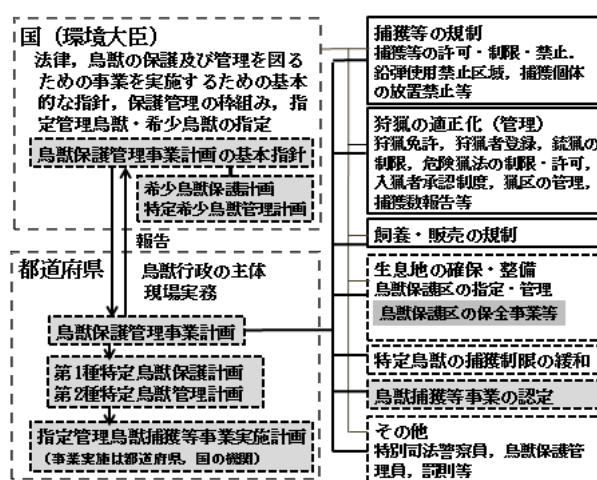 国（環境大臣）
法律，鳥獣の保護及び管理を図る
ための事業を実施するための基本
的な指針，保護管理の枠組み，指
定管理鳥獣・希少鳥獣の指定
鳥獣保護管理事業計画の基本指針
希少鳥獣保護計画
特定希少鳥獣管理計画
報告
都道府県
鳥獣行政の主体
現場実務
鳥獣保護管理事業計画
第1種特定鳥獣保護計画
第2種特定鳥獣管理計画
指定管理鳥獣捕獲等事業実施計画
（事業実施は都道府県，国の機関）
捕獲等の規制
捕獲等の許可・制限・禁止．
鉛弾使用禁止区域，捕獲個体
の放置禁止等
狩猟の適正化（管理）
狩猟免許，狩猟者登録，銃猟の
制限，危険猟法の制限・許可，
入猟者承認制度，猟区の管理，
捕獲数報告等
飼養・販売の規制
生息地の確保・整備
鳥獣保護区の指定・管理
鳥獣保護区の保全事業等
特定鳥獣の捕獲制限の緩和
鳥獣捕獲等事業の認定
その他
特別司法警察員，鳥獣保護管
理員，罰則等